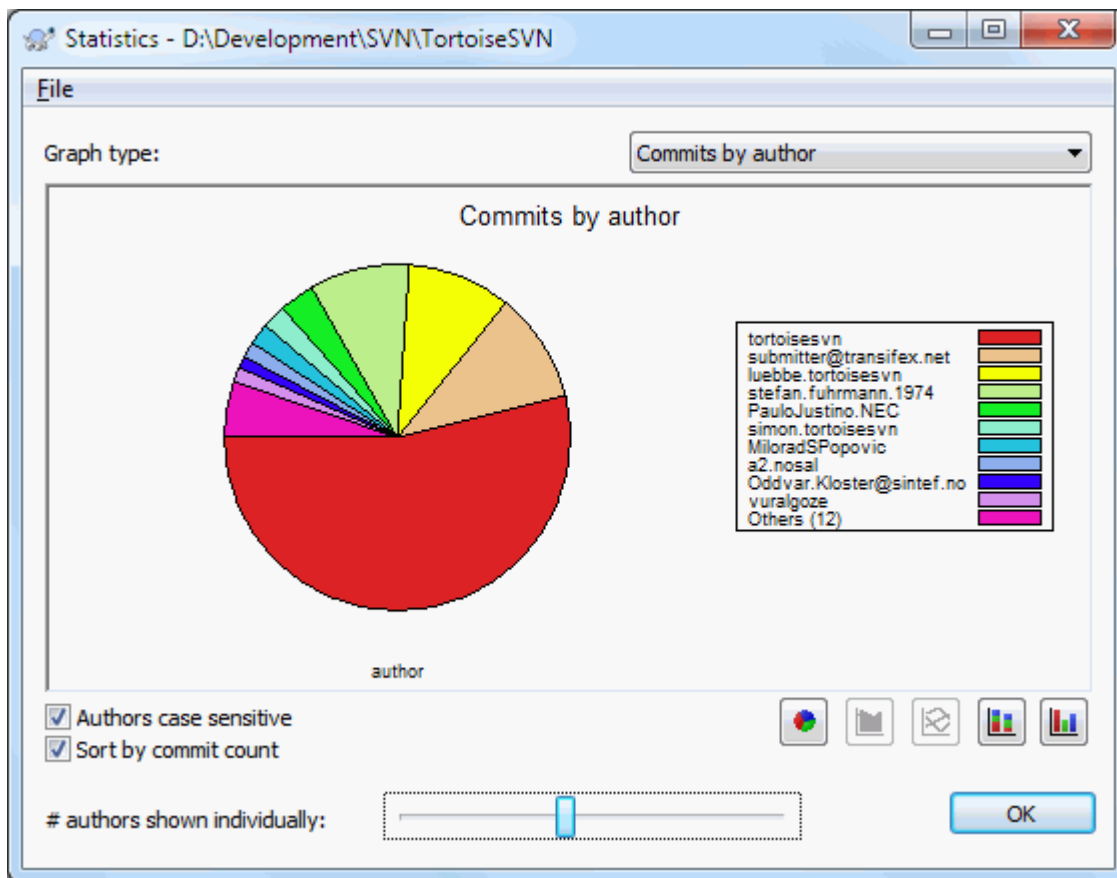 Statistics - D:\Development\SVN\TortoiseSVN
File
Graph type:
Commits by author
Commits by author
tortoisesvn
submitter@transifex.net
luebbe.tortoisesvn
stefan.fuhrmann.1974
PauloJustino.NEC
simon.tortoisesvn
MiloradSPopovic
a2.nosal
Oddvar.Kloster@sintef.no
vuralgoze
Others (12)
author
Authors case sensitive
Sort by commit count
# authors shown individually:
OK